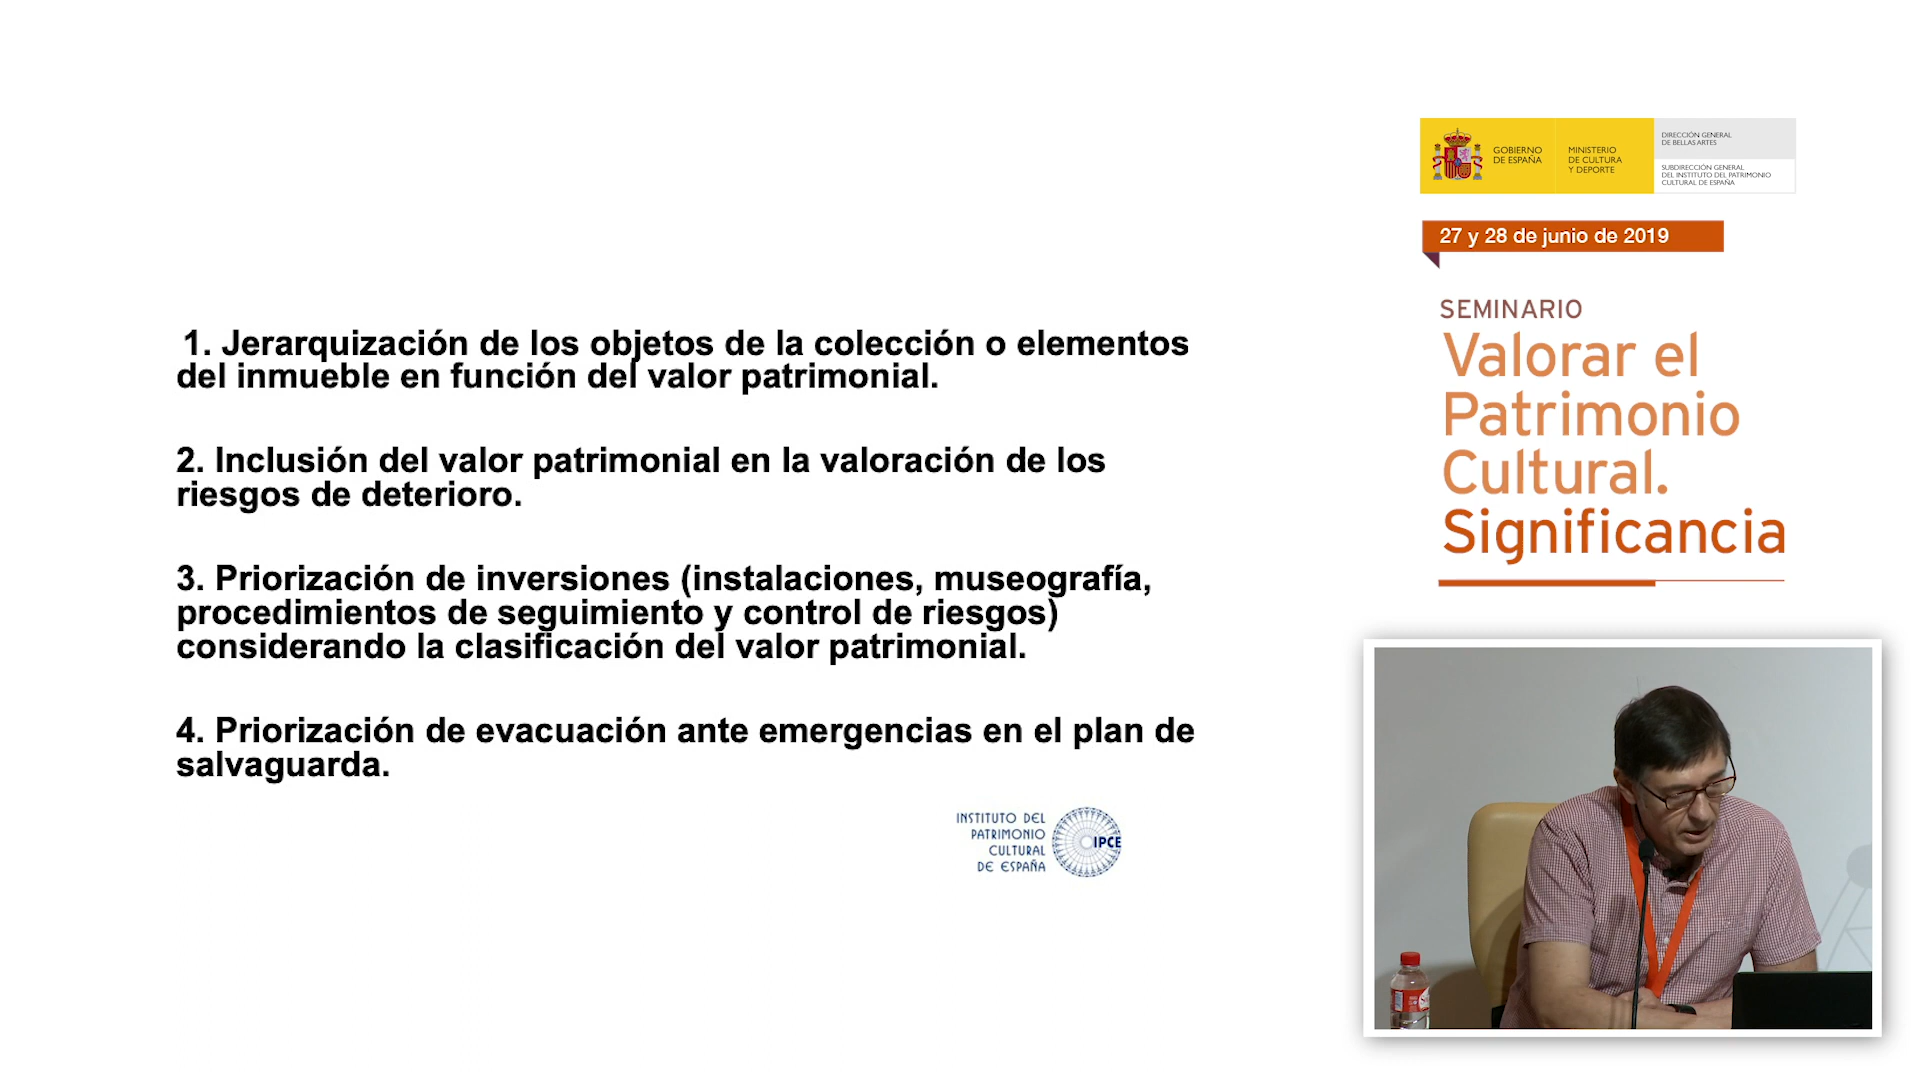 1. Jerarquización de los objetos de la colección o elementos
del inmueble en función del valor patrimonial.
2. Inclusión del valor patrimonial en la valoración de los
riesgos de deterioro.
3. Priorización de inversiones (instalaciones, museografía,
procedimientos de seguimiento y control de riesgos)
considerando la clasificación del valor patrimonial.
4. Priorización de evacuación ante emergencias en el plan de
salvaguarda.
INSTITUTO DEL
PATRIMONIO
CULTURAL
DE ESPAÑA
IPCE
GOBIERNO
DE ESPAÑA
MINISTERIO
DE CULTURA
Y DEPORTE
DIRECCIÓN GENERAL
DE BELLAS ARTES
SUBDIRECCIÓN GENERAL
DEL INSTITUTO DEL PATRIMONIO
CULTURAL DE ESPAÑA
27 y 28 de junio de 2019
SEMINARIO
Valorar el
Patrimonio
Cultural.
Significancia